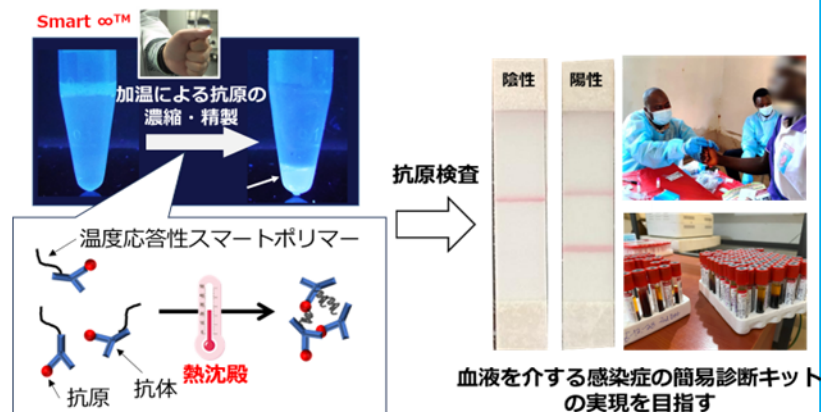 Smart ∞™
加温による抗原の
濃縮・精製
温度応答性スマートポリマー
熱沈殿
抗原
抗体
抗原検査
陰性
陽性
血液を介する感染症の簡易診断キット
の実現を目指す